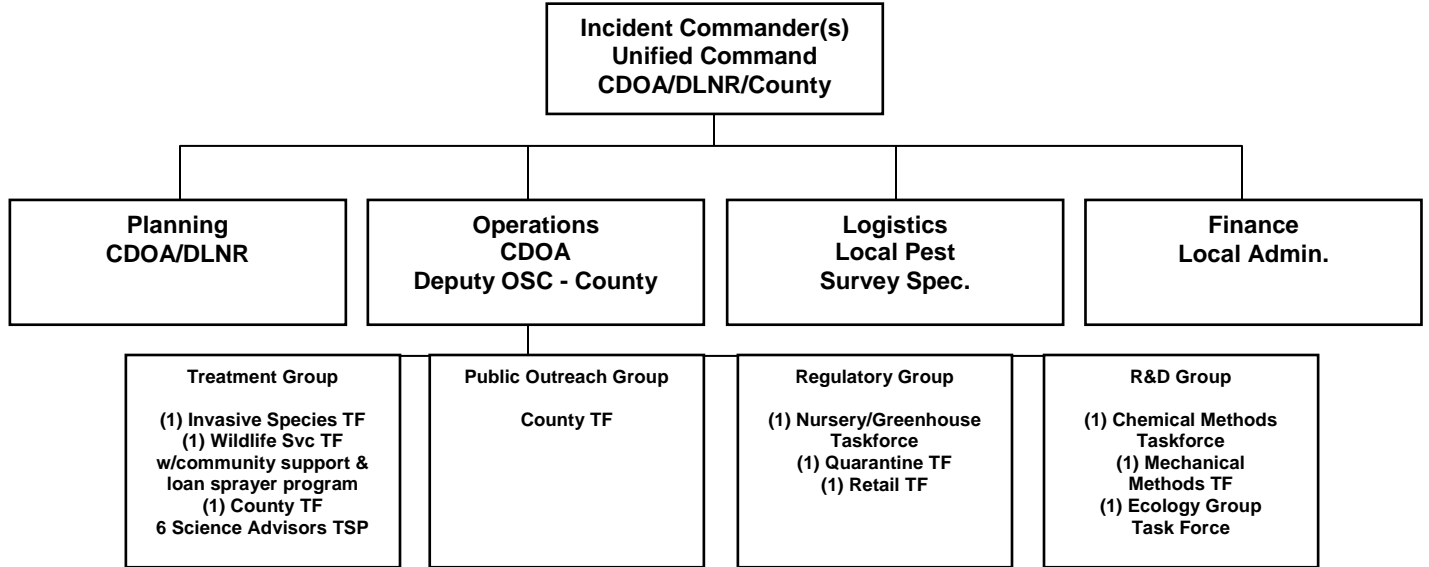 Incident Commander(s)
Unified Command
CDOA/DLNR/County
Planning
CDOA/DLNR
Operations
CDOA
Deputy OSC - County
Logistics
Local Pest
Survey Spec.
Finance
Local Admin.
Treatment Group
(1) Invasive Species TF
(1) Wildlife Svc TF
w/community support &
loan sprayer program
(1) County TF
6 Science Advisors TSP
Public Outreach Group
County TF
Regulatory Group
(1) Nursery/Greenhouse
Taskforce
(1) Quarantine TF
(1) Retail TF
R&D Group
(1) Chemical Methods
Taskforce
(1) Mechanical
Methods TF
(1) Ecology Group
Task Force